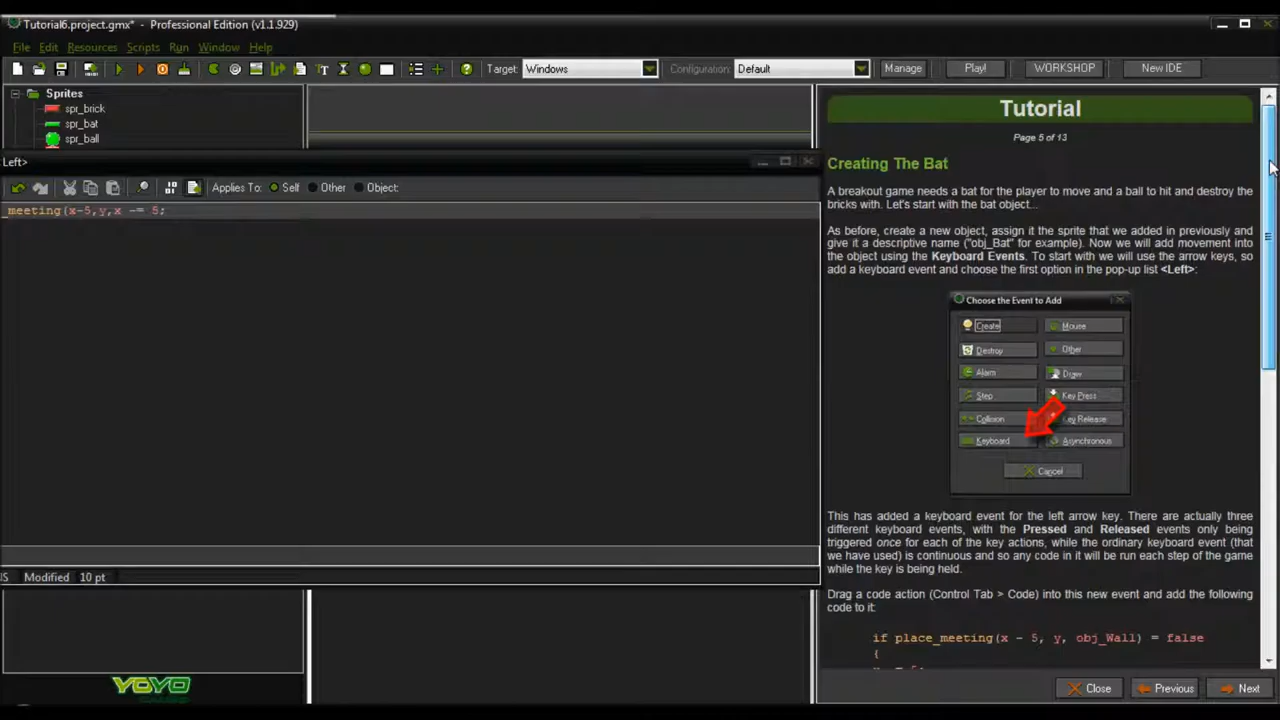 Tutorial6.project.gmx* - Professional Edition (v1.1.929)
File Edit Resources Scripts Run Window Help
Target: Windows Configuration: Default Manage Play! WORKSHOP New IDE
Sprites
spr_brick
spr_bat
spr_ball
Left>
Applies To: Self Other Object:
_meeting(x-5,y,x -= 5;
S Modified 10 pt
YOYO
Tutorial
Page 5 of 13
Creating The Bat
A breakout game needs a bat for the player to move and a ball to hit and destroy the
bricks with. Let's start with the bat object...
As before, create a new object, assign it the sprite that we added in previously and
give it a descriptive name ("obj_Bat" for example). Now we will add movement into
the object using the Keyboard Events. To start with we will use the arrow keys, so
add a keyboard event and choose the first option in the pop-up list <Left>:
Choose the Event to Add
Create Mouse
Destroy Other
Alarm Draw
Step Key Press
Collision Key Release
Keyboard Asynchronous
Cancel
This has added a keyboard event for the left arrow key. There are actually three
different keyboard events, with the Pressed and Released events only being
triggered once for each of the key actions, while the ordinary keyboard event (that
we have used) is continuous and so any code in it will be run each step of the game
while the key is being held.
Drag a code action (Control Tab > Code) into this new event and add the following
code to it:
if place_meeting(x - 5, y, obj_Wall) = false
{
Close Previous Next